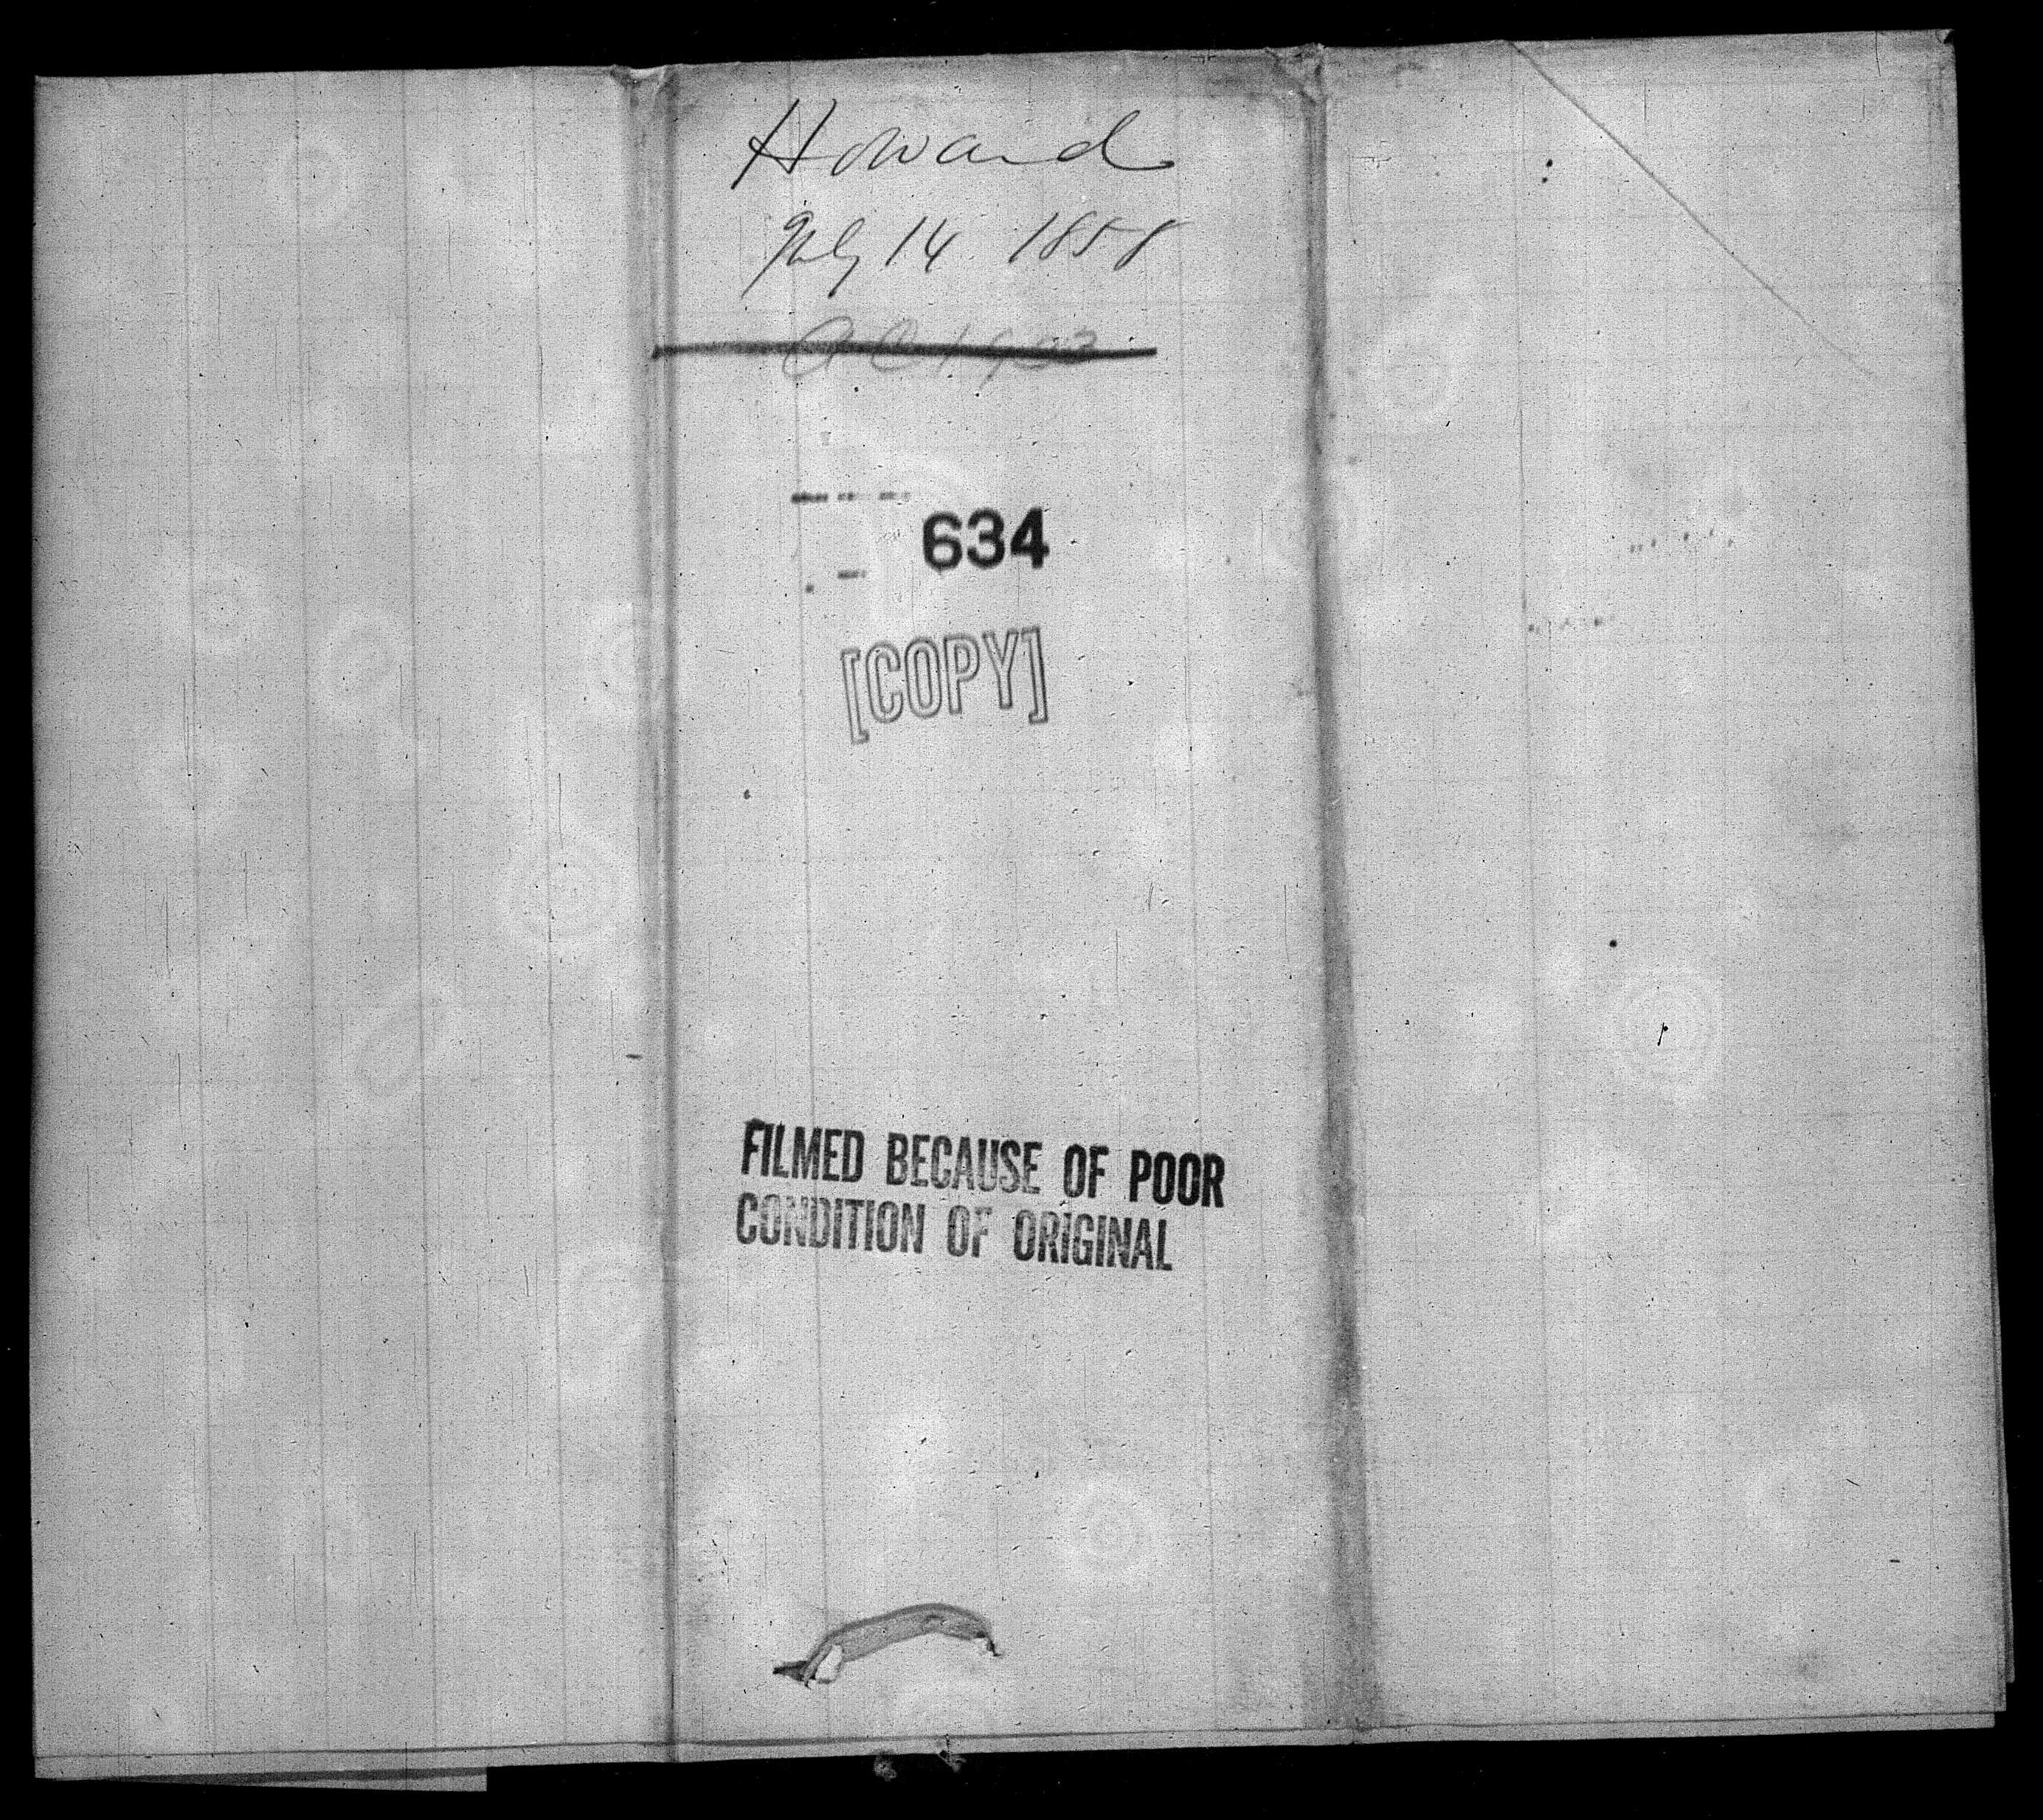 Howard
July 14 1858
634
[COPY]
FILMED BECAUSE OF POOR
CONDITION OF ORIGINAL